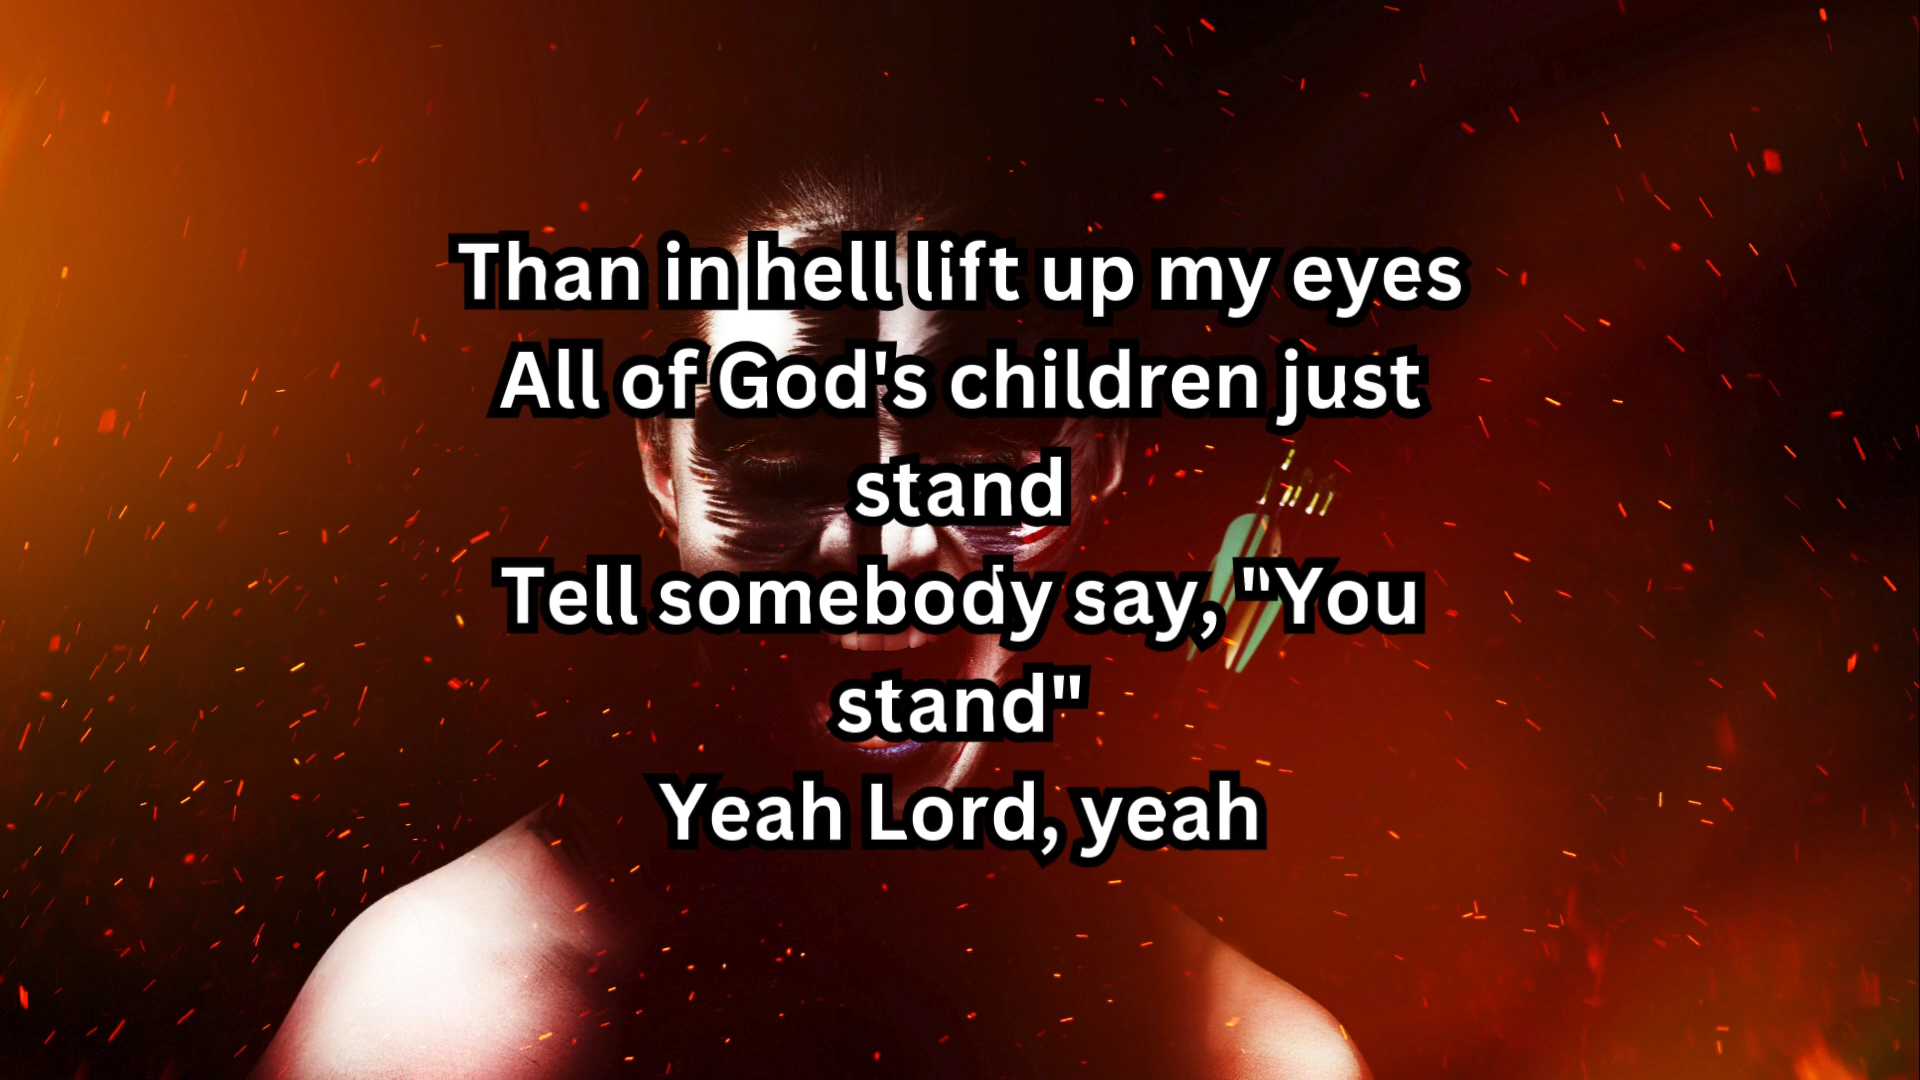 Than in hell lift up my eyes
All of God's children just
stand
Tell somebody say, "You
stand"
Yeah Lord, yeah